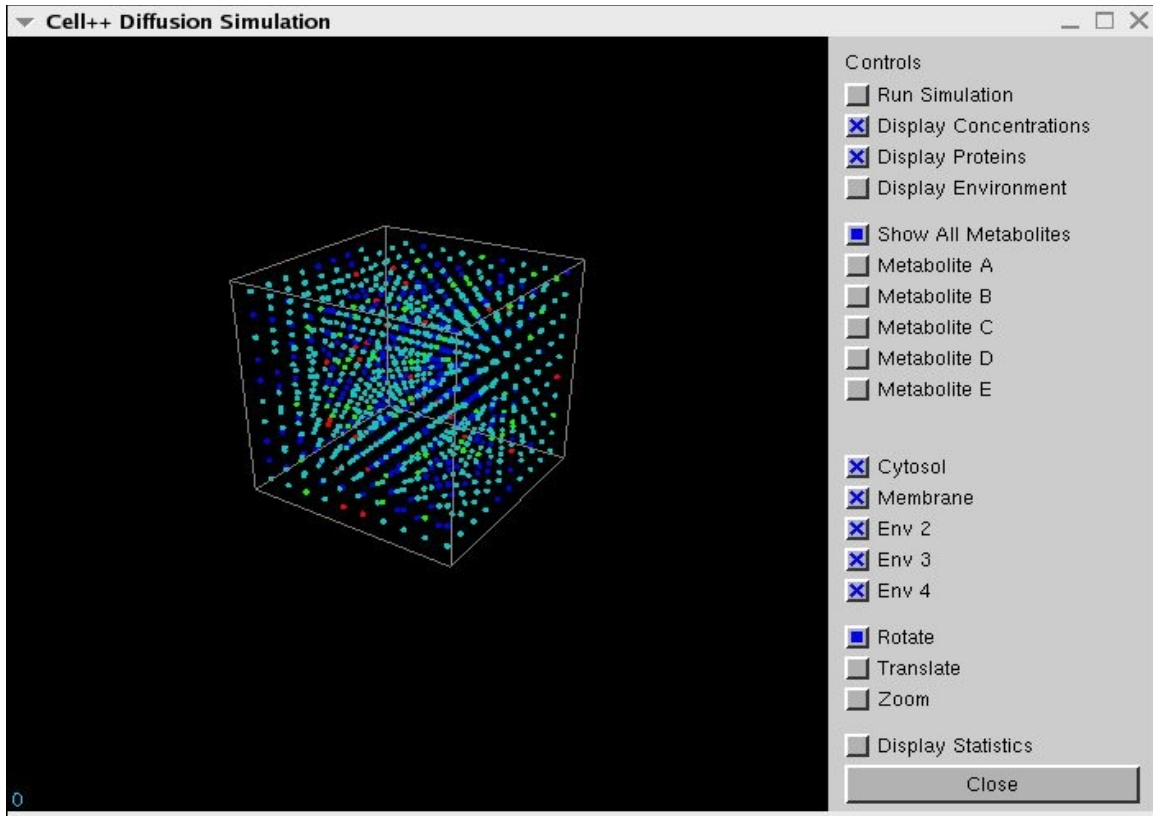 Cell++ Diffusion Simulation
Controls
Run Simulation
Display Concentrations
Display Proteins
Display Environment
Show All Metabolites
Metabolite A
Metabolite B
Metabolite C
Metabolite D
Metabolite E
Cytosol
Membrane
Env 2
Env 3
Env 4
Rotate
Translate
Zoom
Display Statistics
Close
0